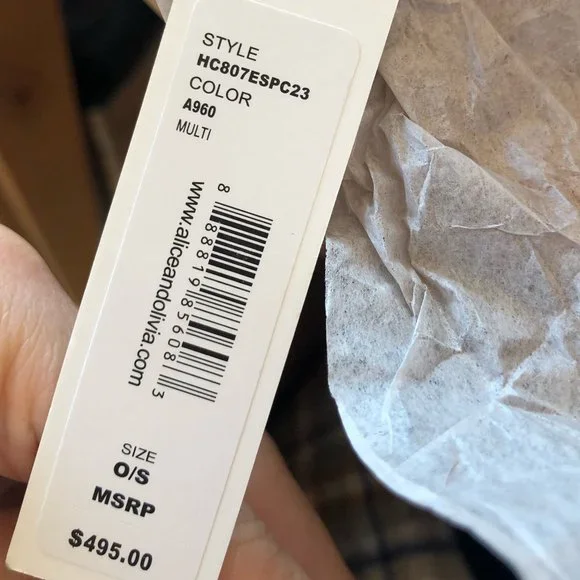 STYLE
HC807ESPC23
COLOR
A960
MULTI
8 88819 85608 3
www.aliceandolivia.com
SIZE
O/S
MSRP
$495.00